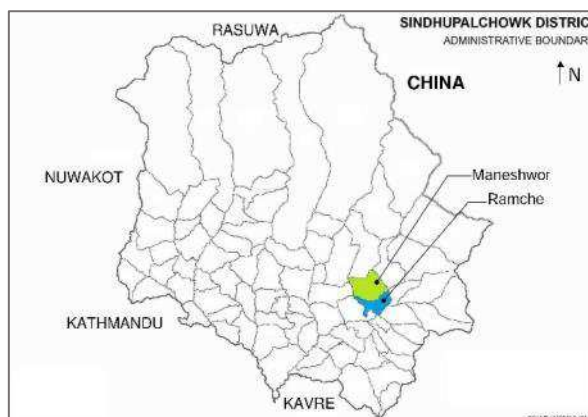 SINDHUPALCHOWK DISTRIC
ADMINISTRATIVE BOUNDAR
RASUWA
N
CHINA
Maneshwor
NUWAKOT
Ramche
KATHMANDU
KAVRE